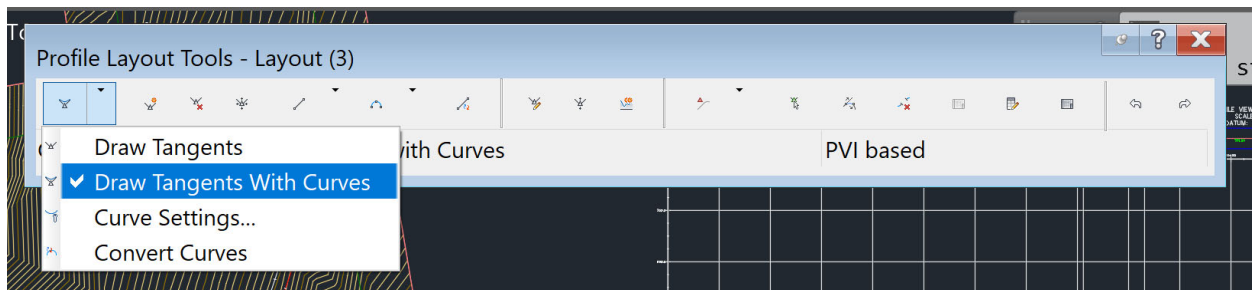 Profile Layout Tools - Layout (3)
with Curves
PVI based
Draw Tangents
Draw Tangents With Curves
Curve Settings...
Convert Curves